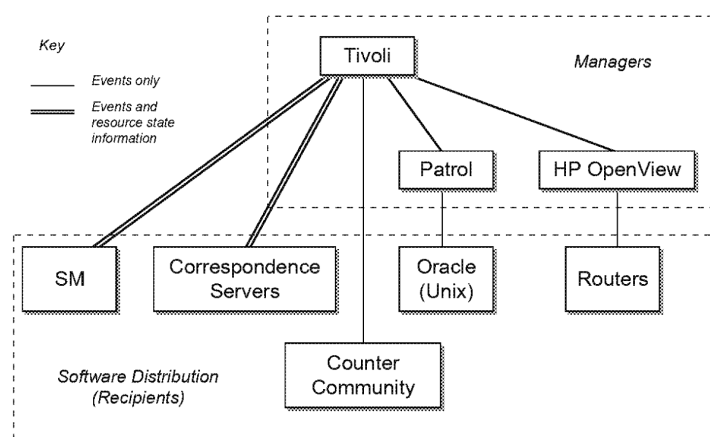 Key
Events only
Events and
resource state
information
Tivoli
Managers
Patrol
HP OpenView
SM
Correspondence
Servers
Oracle
(Unix)
Routers
Counter
Community
Software Distribution
(Recipients)